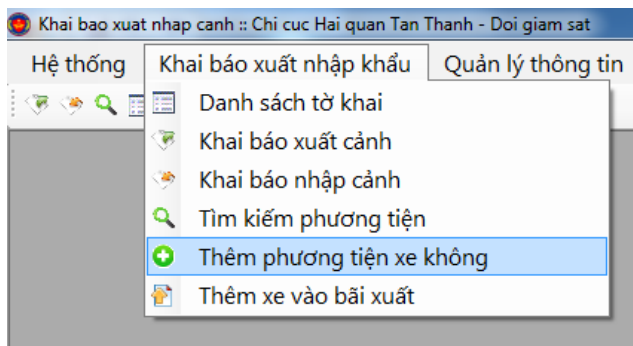 Khai bao xuat nhap canh :: Chi cuc Hai quan Tan Thanh - Doi giam sat
Hệ thống Khai báo xuất nhập khẩu Quản lý thông tin
Danh sách tờ khai
Khai báo xuất cảnh
Khai báo nhập cảnh
Tìm kiếm phương tiện
Thêm phương tiện xe không
Thêm xe vào bãi xuất